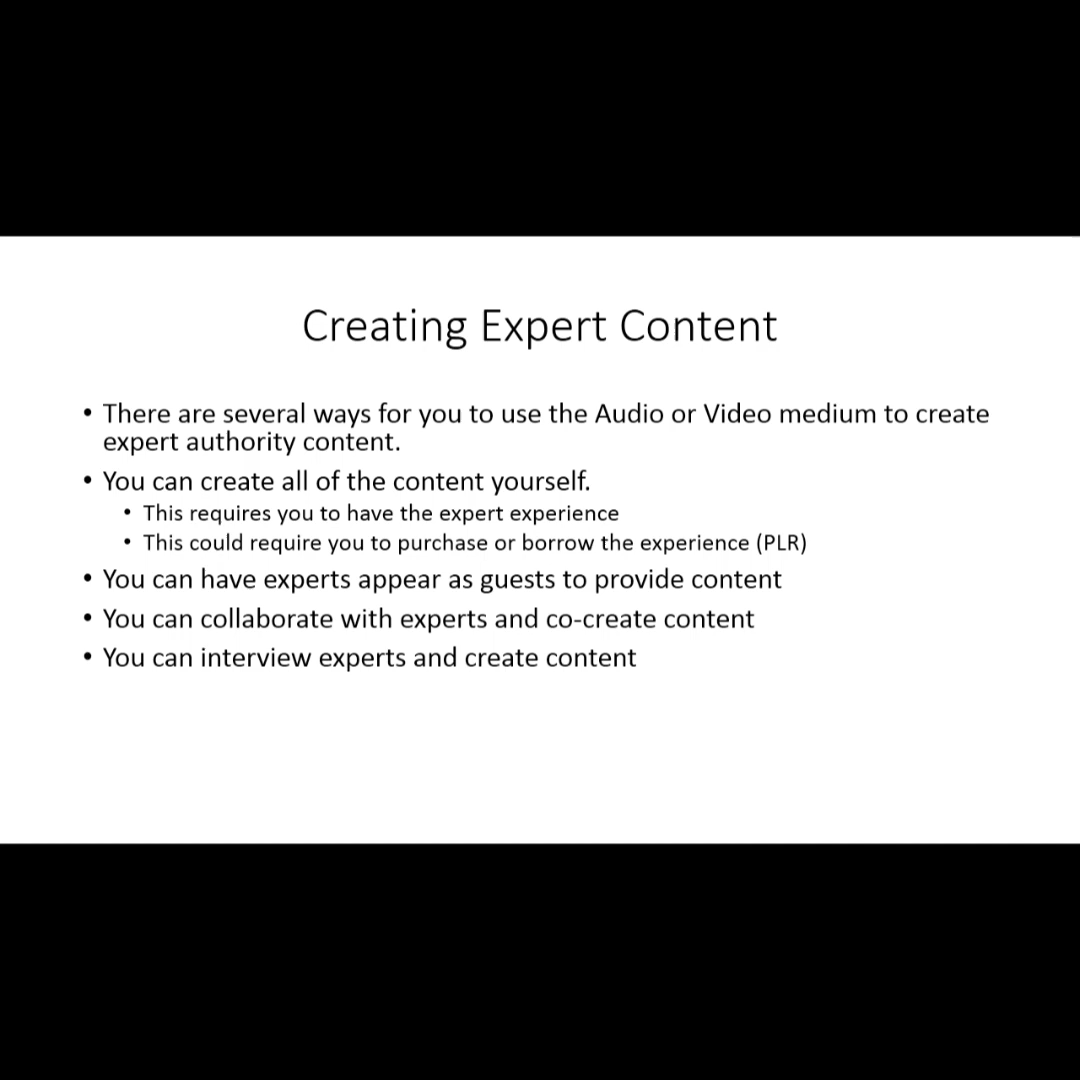 Creating Expert Content
• There are several ways for you to use the Audio or Video medium to create
expert authority content.
• You can create all of the content yourself.
• This requires you to have the expert experience
• This could require you to purchase or borrow the experience (PLR)
• You can have experts appear as guests to provide content
• You can collaborate with experts and co-create content
• You can interview experts and create content